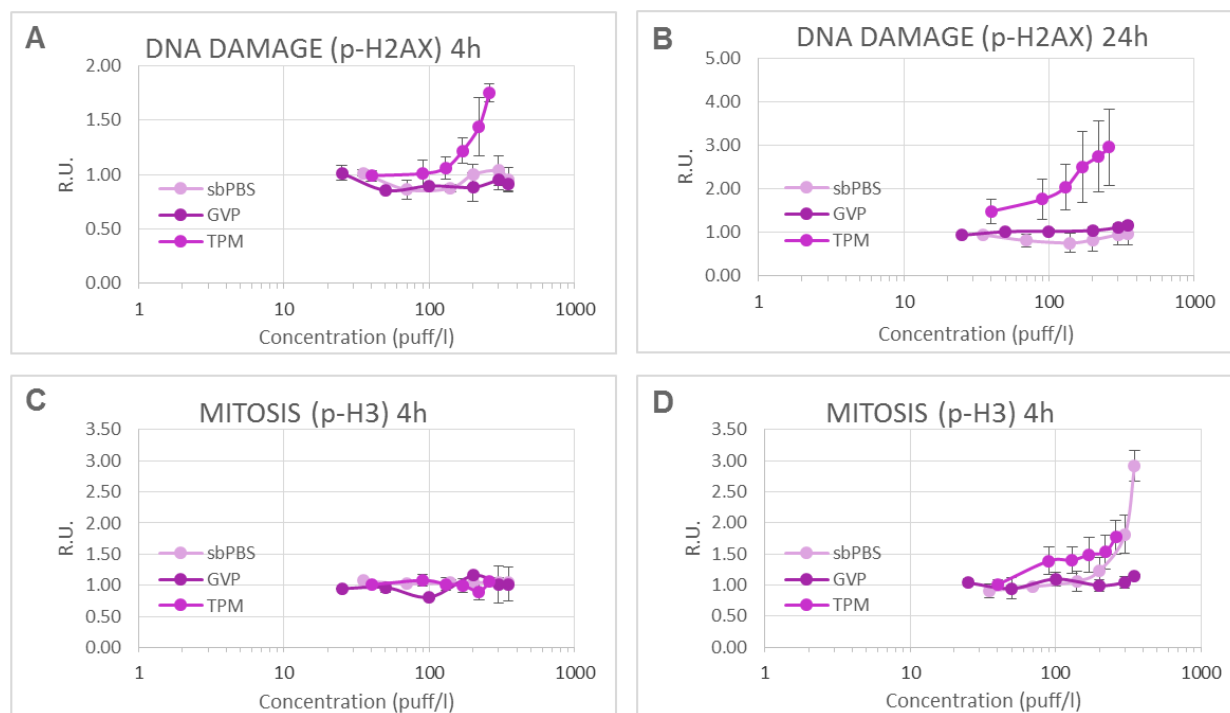 A
DNA DAMAGE (p-H2AX) 4h
2.00
1.50
1.00
0.50
0.00
R.U.
sbPBS
GVP
TPM
1 10 100 1000
Concentration (puff/l)
B
DNA DAMAGE (p-H2AX) 24h
5.00
4.00
3.00
2.00
1.00
0.00
R.U.
sbPBS
GVP
TPM
1 10 100 1000
Concentration (puff/l)
C
MITOSIS (p-H3) 4h
3.50
3.00
2.50
2.00
1.50
1.00
0.50
0.00
R.U.
sbPBS
GVP
TPM
1 10 100 1000
Concentration (puff/l)
D
MITOSIS (p-H3) 4h
3.50
3.00
2.50
2.00
1.50
1.00
0.50
0.00
R.U.
sbPBS
GVP
TPM
1 10 100 1000
Concentration (puff/l)